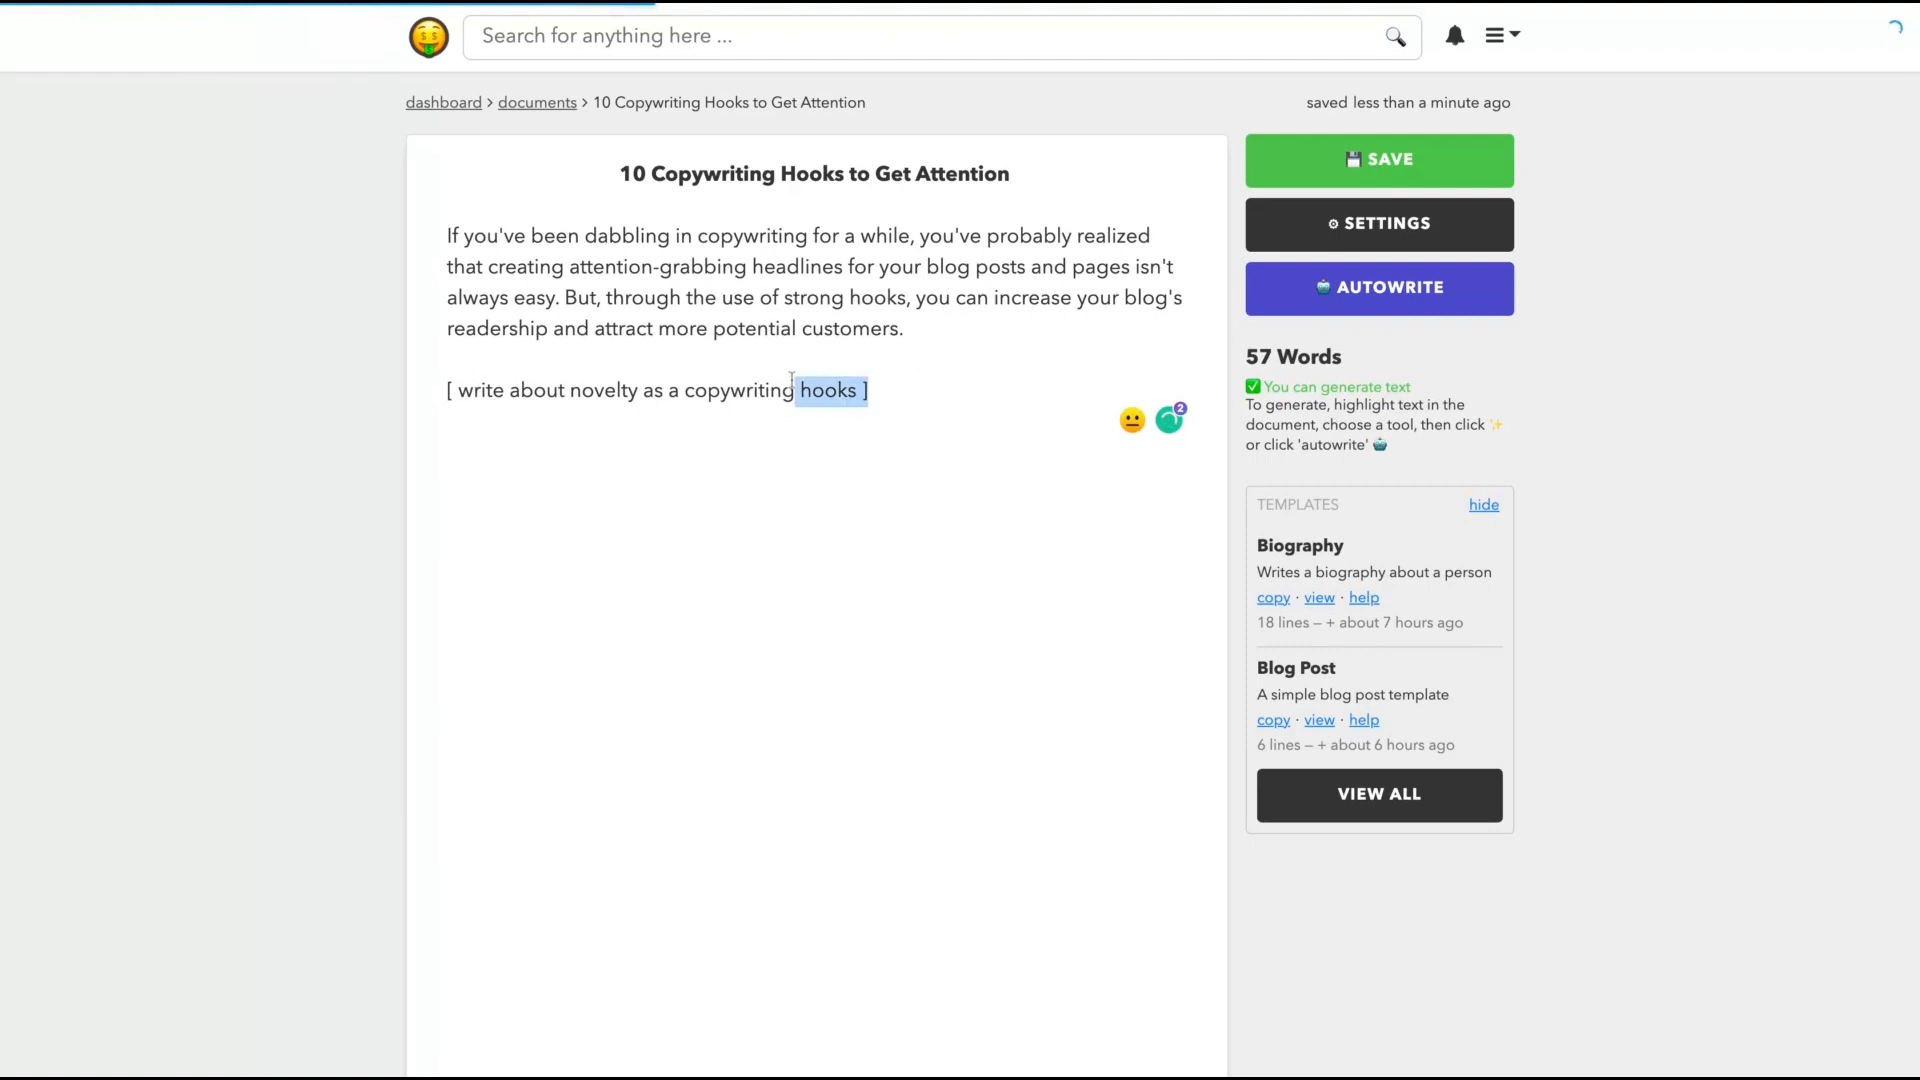 Search for anything here ...
dashboard > documents > 10 Copywriting Hooks to Get Attention
saved less than a minute ago
10 Copywriting Hooks to Get Attention
If you've been dabbling in copywriting for a while, you've probably realized
that creating attention-grabbing headlines for your blog posts and pages isn't
always easy. But, through the use of strong hooks, you can increase your blog's
readership and attract more potential customers.
[ write about novelty as a copywriting hooks ]
2
💾 SAVE
⚙ SETTINGS
🤖 AUTOWRITE
57 Words
✅ You can generate text
To generate, highlight text in the
document, choose a tool, then click ✨
or click 'autowrite' 🤖
TEMPLATES
hide
Biography
Writes a biography about a person
copy · view · help
18 lines – + about 7 hours ago
Blog Post
A simple blog post template
copy · view · help
6 lines – + about 6 hours ago
VIEW ALL